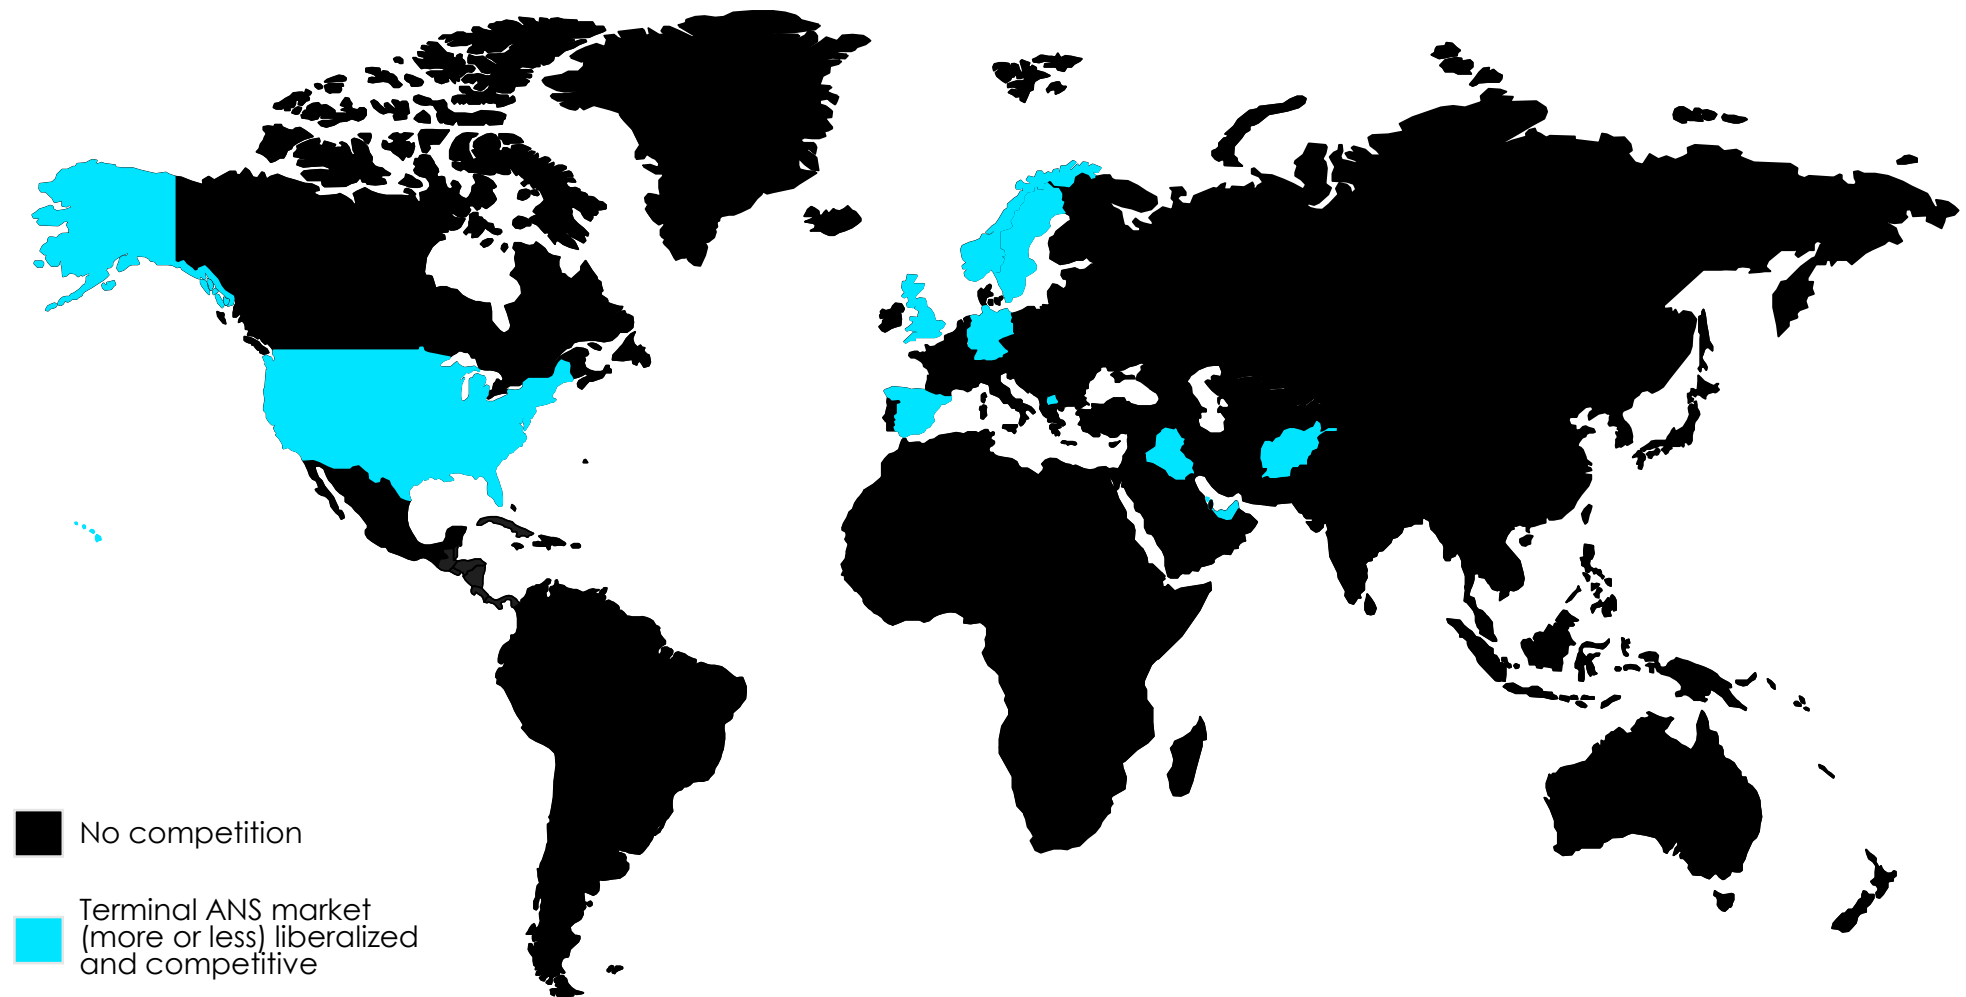 No competition
Terminal ANS market
(more or less) liberalized
and competitive